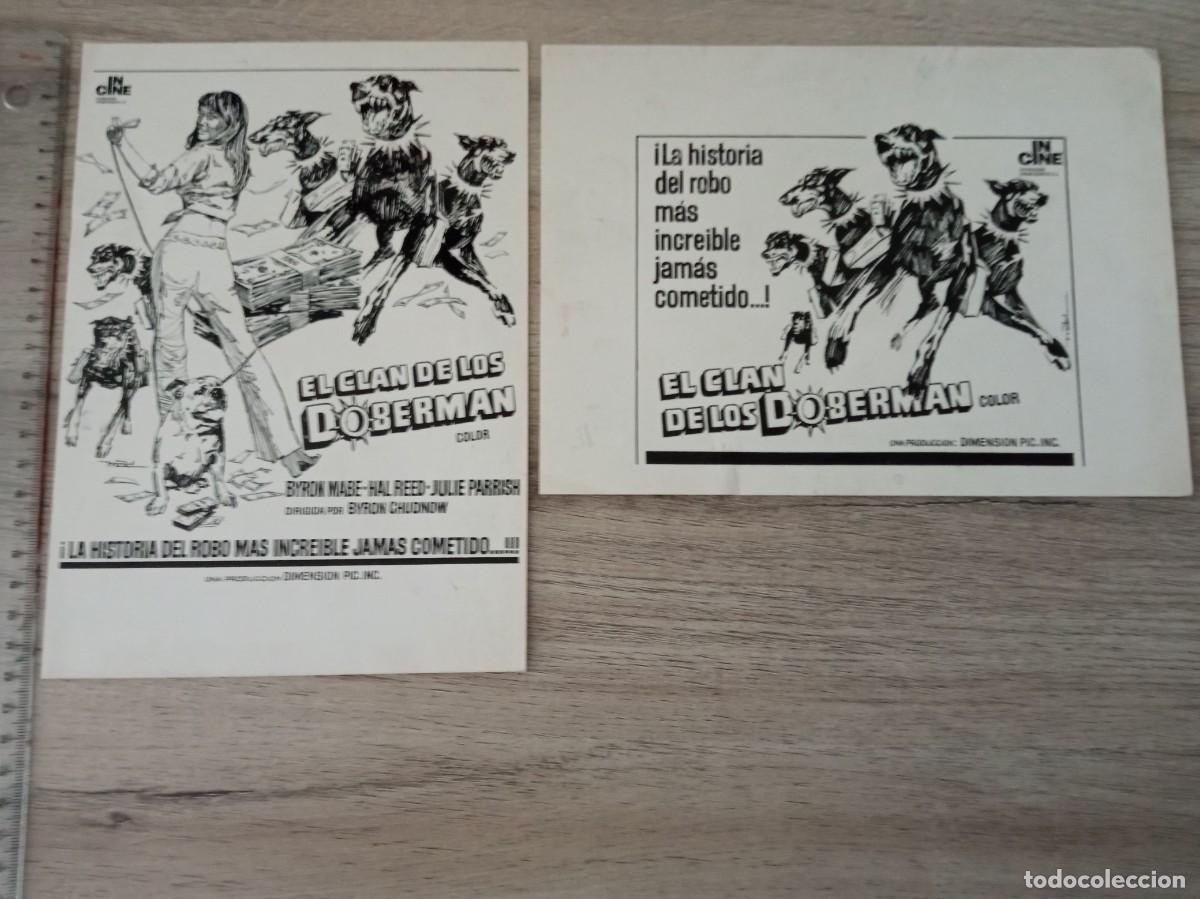 IN
CINE
EL CLAN DE LOS
DOBERMAN
COLOR
BYRON MABE-HAL REED-JULIE PARRISH
DIRIGIDA POR BYRON CHUDNOW
¡LA HISTORIA DEL ROBO MAS INCREIBLE JAMAS COMETIDO...!!!
UNA PRODUCCION: DIMENSION PIC. INC.
¡La historia
del robo
más
increible
jamás
cometido...!
IN
CINE
EL CLAN
DE LOS DOBERMAN COLOR
UNA PRODUCCION: DIMENSION PIC. INC.
todocoleccion